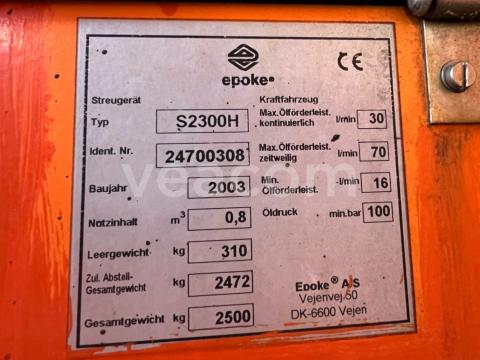 epoke®
CE
Streugerät
Kraftfahrzeug
Typ S2300H
Max.Ölförderleist. kontinuierlich l/min 30
Ident. Nr. 24700308
Max.Ölförderleist. zeitweilig l/min 70
Baujahr 2003
Min. Ölförderleist. l/min 16
Notzinhalt m³ 0,8
Öldruck min.bar 100
Leergewicht kg 310
Zul. Abstell-
Gesamtgewicht kg 2472
Gesamtgewicht kg 2500
Epoke® A/S
Vejenvej 50
DK-6600 Vejen
veacom